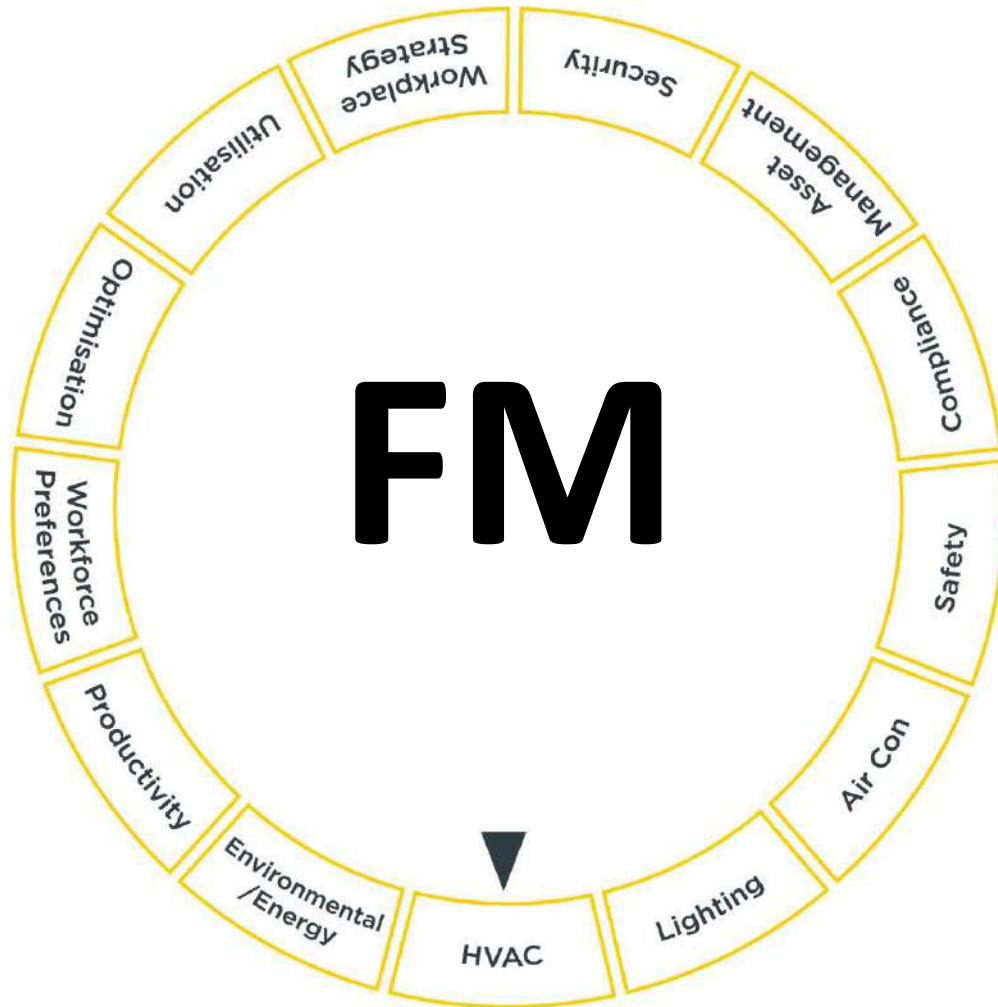 FM
Workplace
Strategy
Security
Asset
Management
Compliance
Safety
Air Con
Lighting
HVAC
Environmental
/Energy
Productivity
Workforce
Preferences
Optimisation
Utilisation